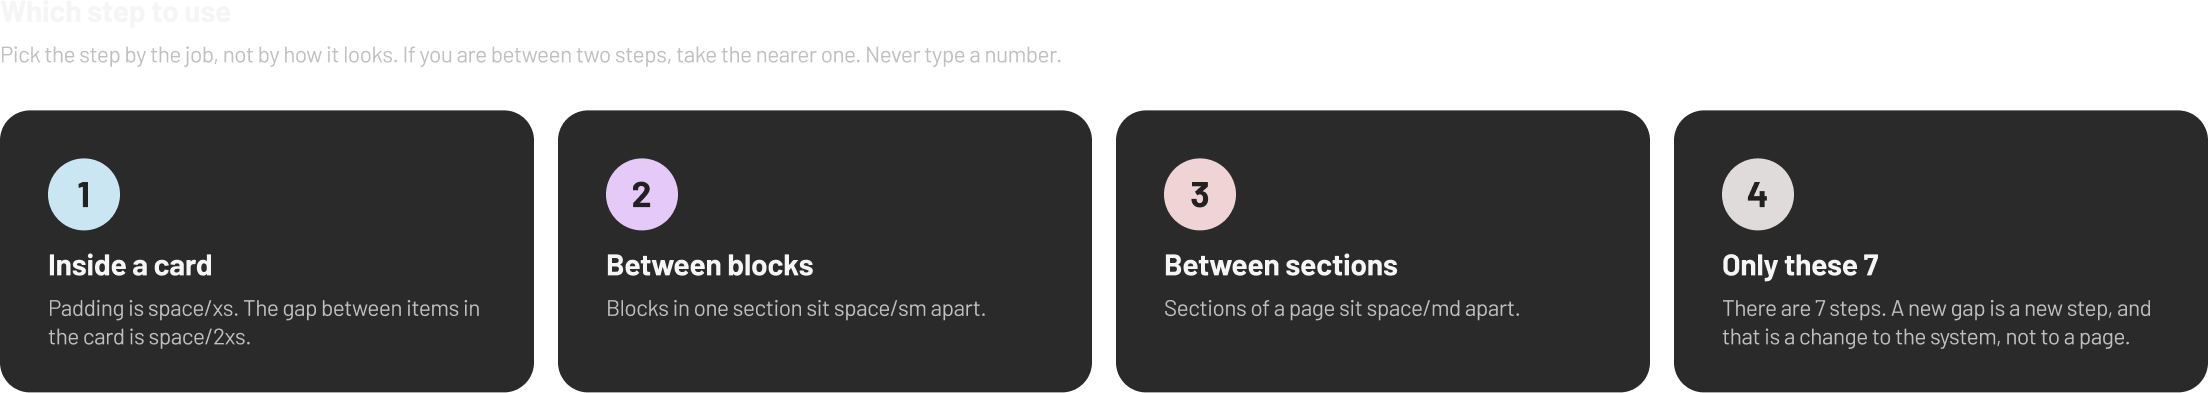 Which step to use
Pick the step by the job, not by how it looks. If you are between two steps, take the nearer one. Never type a number.
1
Inside a card
Padding is space/xs. The gap between items in
the card is space/2xs.
2
Between blocks
Blocks in one section sit space/sm apart.
3
Between sections
Sections of a page sit space/md apart.
4
Only these 7
There are 7 steps. A new gap is a new step, and
that is a change to the system, not to a page.